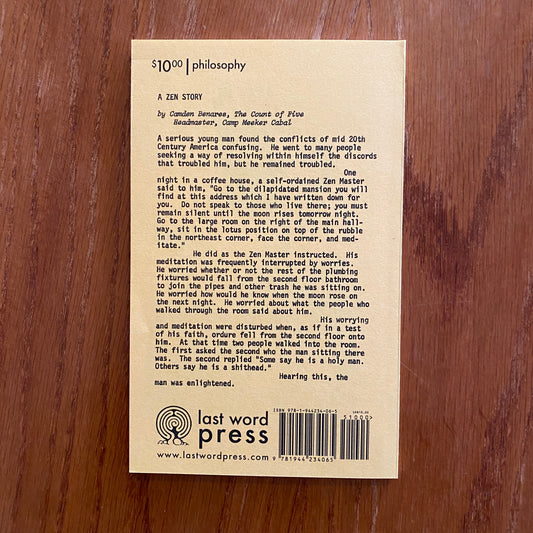 $10.00 | philosophy
A ZEN STORY
by Camden Benares, The Count of Five
Headmaster, Camp Meeker Cabal
A serious young man found the conflicts of mid 20th
Century America confusing. He went to many people
seeking a way of resolving within himself the discords
that troubled him, but he remained troubled.
One
night in a coffee house, a self-ordained Zen Master
said to him, "Go to the dilapidated mansion you will
find at this address which I have written down for
you. Do not speak to those who live there; you must
remain silent until the moon rises tomorrow night.
Go to the large room on the right of the main hall-
way, sit in the lotus position on top of the rubble
in the northeast corner, face the corner, and med-
itate."
He did as the Zen Master instructed. His
meditation was frequently interrupted by worries.
He worried whether or not the rest of the plumbing
fixtures would fall from the second floor bathroom
to join the pipes and other trash he was sitting on.
He worried how would he know when the moon rose on
the next night. He worried about what the people who
walked through the room said about him.
His worrying
and meditation were disturbed when, as if in a test
of his faith, ordure fell from the second floor onto
him. At that time two people walked into the room.
The first asked the second who the man sitting there
was. The second replied "Some say he is a holy man.
Others say he is a shithead."
Hearing this, the
man was enlightened.
last word
press
www.lastwordpress.com
ISBN 978-1-944234-06-5
51000>
9 781944 234065